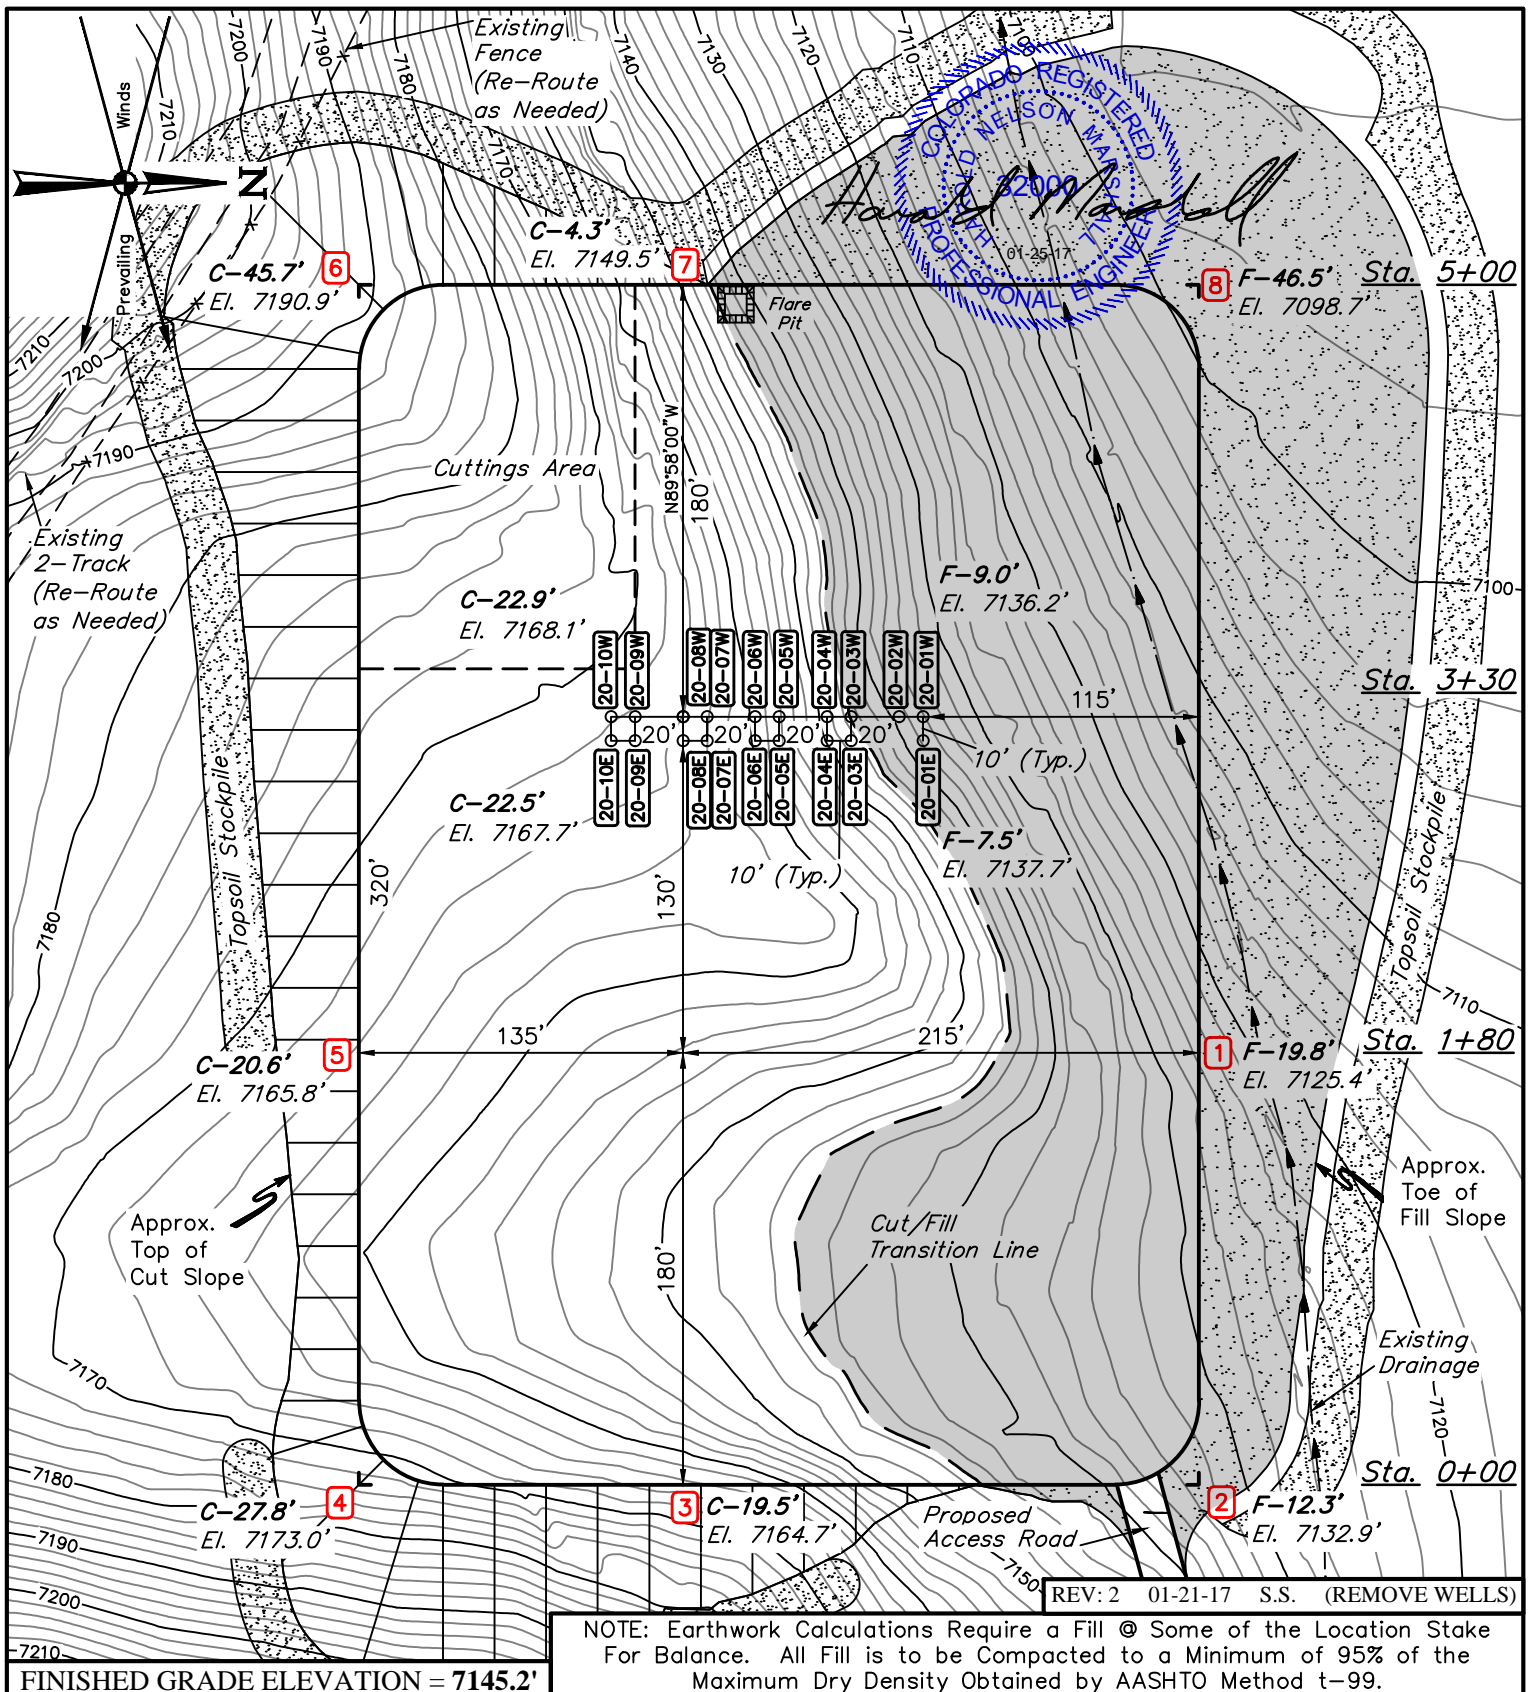 7200
7190
7180
Existing
Fence
(Re-Route
as Needed)
7140
7130
7120
7110
7100
7210
Winds
N
Prevailing
7170
COLORADO REGISTERED
PROFESSIONAL ENGINEER
HAROLD NELSON MARSHALL
32000
01-25-17
Harold Marshall
C-45.7'
El. 7190.9'
6
C-4.3'
El. 7149.5'
7
Flare
Pit
8
F-46.5'
El. 7098.7'
Sta. 5+00
7210
7200
7190
Existing
2-Track
(Re-Route
as Needed)
Cuttings Area
N89°58'00"W
180'
C-22.9'
El. 7168.1'
F-9.0'
El. 7136.2'
7100
20-10W
20-09W
20-08W
20-07W
20-06W
20-05W
20-04W
20-03W
20-02W
20-01W
115'
Sta. 3+30
20'
20'
20'
20'
10' (Typ.)
20-10E
20-09E
20-08E
20-07E
20-06E
20-05E
20-04E
20-03E
20-01E
C-22.5'
El. 7167.7'
10' (Typ.)
F-7.5'
El. 7137.7'
Topsoil Stockpile
Topsoil Stockpile
320'
130'
7180
7110
135'
215'
5
C-20.6'
El. 7165.8'
1
F-19.8'
El. 7125.4'
Sta. 1+80
Approx.
Top of
Cut Slope
Approx.
Toe of
Fill Slope
Cut/Fill
Transition Line
180'
Existing
Drainage
7170
7120
Sta. 0+00
7180
7190
7200
7210
4
C-27.8'
El. 7173.0'
3
C-19.5'
El. 7164.7'
Proposed
Access Road
2
F-12.3'
El. 7132.9'
7150
REV: 2 01-21-17 S.S. (REMOVE WELLS)
NOTE: Earthwork Calculations Require a Fill @ Some of the Location Stake
For Balance. All Fill is to be Compacted to a Minimum of 95% of the
Maximum Dry Density Obtained by AASHTO Method t-99.
FINISHED GRADE ELEVATION = 7145.2'